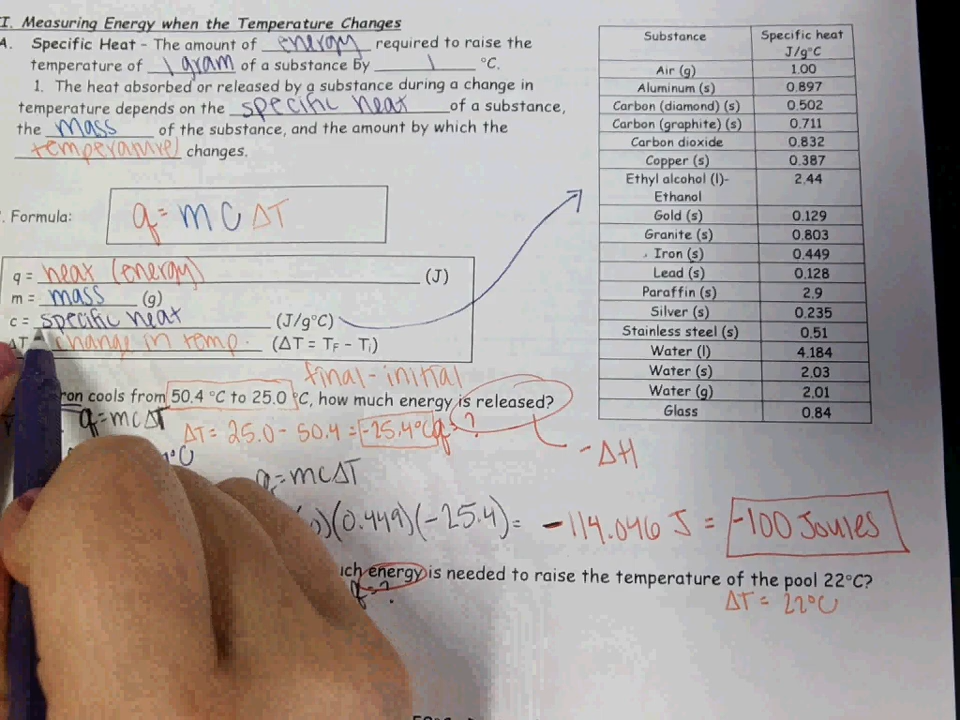 I. Measuring Energy when the Temperature Changes
A. Specific Heat - The amount of energy required to raise the
temperature of 1 gram of a substance by 1 °C.
1. The heat absorbed or released by a substance during a change in
temperature depends on the specific heat of a substance,
the mass of the substance, and the amount by which the
temperature changes.
Formula: q = m C ΔT
q = heat (energy) (J)
m = mass (g)
c = specific heat (J/g°C)
ΔT change in temp. (ΔT = TF - Ti)
final - initial
cools from 50.4 °C to 25.0 °C, how much energy is released?
q = mcΔT
ΔT = 25.0 - 50.4 = -25.4°C q = ?
°C
- ΔH
q = mcΔT
)(0.449)(-25.4) = -114.046 J = -100 Joules
energy is needed to raise the temperature of the pool 22°C?
q = ?
ΔT = 22°C
Substance Specific heat J/g°C
Air (g) 1.00
Aluminum (s) 0.897
Carbon (diamond) (s) 0.502
Carbon (graphite) (s) 0.711
Carbon dioxide 0.832
Copper (s) 0.387
Ethyl alcohol (l)- 2.44
Ethanol
Gold (s) 0.129
Granite (s) 0.803
Iron (s) 0.449
Lead (s) 0.128
Paraffin (s) 2.9
Silver (s) 0.235
Stainless steel (s) 0.51
Water (l) 4.184
Water (s) 2.03
Water (g) 2.01
Glass 0.84